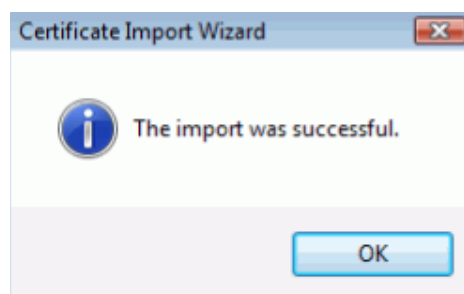 Certificate Import Wizard
The import was successful.
OK